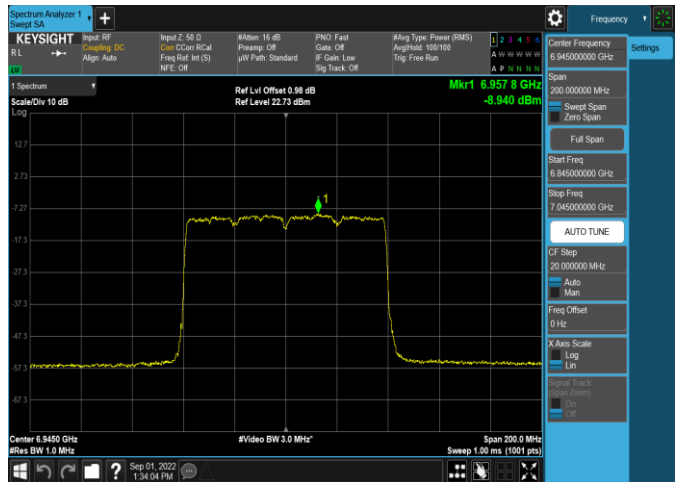 Spectrum Analyzer 1
Swept SA
Frequency
KEYSIGHT
RL
Input: RF
Coupling: DC
Align: Auto
Input Z: 50 Ω
Corr CCorr RCal
Freq Ref: Int (S)
NFE: Off
#Atten: 16 dB
Preamp: Off
µW Path: Standard
PNO: Fast
Gate: Off
IF Gain: Low
Sig Track: Off
#Avg Type: Power (RMS)
Avg|Hold: 100/100
Trig: Free Run
1 2 3 4 5 6
A W W W W W
A P N N N N
LW
1 Spectrum
Scale/Div 10 dB
Log
Ref Lvl Offset 0.98 dB
Ref Level 22.73 dBm
Mkr1 6.957 8 GHz
-8.940 dBm
12.7
2.73
-7.27
-17.3
-27.3
-37.3
-47.3
-57.3
-67.3
1
Center 6.9450 GHz
#Res BW 1.0 MHz
#Video BW 3.0 MHz*
Span 200.0 MHz
Sweep 1.00 ms (1001 pts)
Sep 01, 2022
1:34:04 PM
Settings
Center Frequency
6.945000000 GHz
Span
200.000000 MHz
Swept Span
Zero Span
Full Span
Start Freq
6.845000000 GHz
Stop Freq
7.045000000 GHz
AUTO TUNE
CF Step
20.000000 MHz
Auto
Man
Freq Offset
0 Hz
X Axis Scale
Log
Lin
Signal Track
(Span Zoom)
On
Off